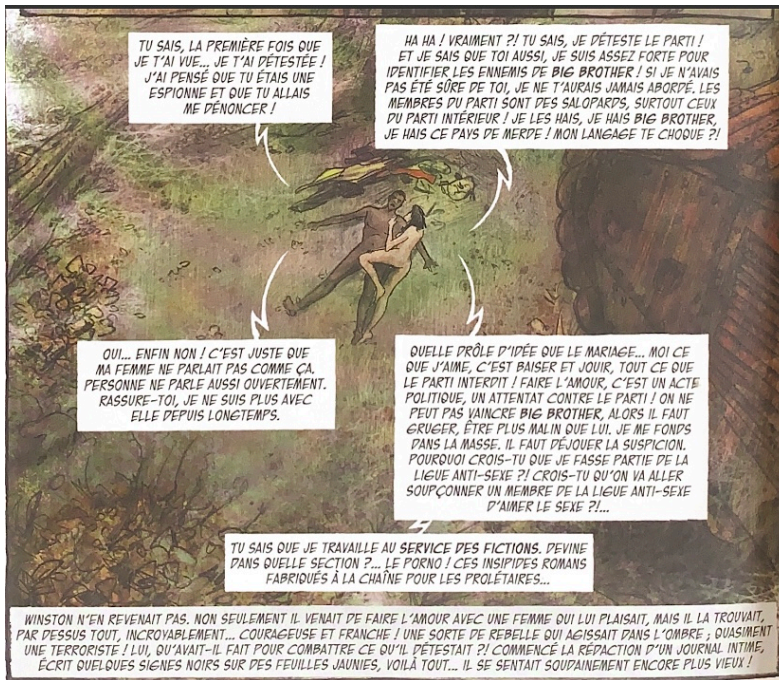 TU SAIS, LA PREMIÈRE FOIS QUE
JE T'AI VUE... JE T'AI DÉTESTÉE !
J'AI PENSÉ QUE TU ÉTAIS UNE
ESPIONNE ET QUE TU ALLAIS
ME DÉNONCER !
HA HA ! VRAIMENT ?! TU SAIS, JE DÉTESTE LE PARTI !
ET JE SAIS QUE TOI AUSSI, JE SUIS ASSEZ FORTE POUR
IDENTIFIER LES ENNEMIS DE BIG BROTHER ! SI JE N'AVAIS
PAS ÉTÉ SÛRE DE TOI, JE NE T'AURAIS JAMAIS ABORDÉ. LES
MEMBRES DU PARTI SONT DES SALOPARDS, SURTOUT CEUX
DU PARTI INTÉRIEUR ! JE LES HAIS, JE HAIS BIG BROTHER,
JE HAIS CE PAYS DE MERDE ! MON LANGAGE TE CHOQUE ?!
OUI... ENFIN NON ! C'EST JUSTE QUE
MA FEMME NE PARLAIT PAS COMME ÇA.
PERSONNE NE PARLE AUSSI OUVERTEMENT.
RASSURE-TOI, JE NE SUIS PLUS AVEC
ELLE DEPUIS LONGTEMPS.
QUELLE DRÔLE D'IDÉE QUE LE MARIAGE... MOI CE
QUE J'AIME, C'EST BAISER ET JOUIR, TOUT CE QUE
LE PARTI INTERDIT ! FAIRE L'AMOUR, C'EST UN ACTE
POLITIQUE, UN ATTENTAT CONTRE LE PARTI ! ON NE
PEUT PAS VAINCRE BIG BROTHER, ALORS IL FAUT
GRUGER, ÊTRE PLUS MALIN QUE LUI. JE ME FONDS
DANS LA MASSE. IL FAUT DÉJOUER LA SUSPICION.
POURQUOI CROIS-TU QUE JE FASSE PARTIE DE LA
LIGUE ANTI-SEXE ?! CROIS-TU QU'ON VA ALLER
SOUPÇONNER UN MEMBRE DE LA LIGUE ANTI-SEXE
D'AIMER LE SEXE ?!...
TU SAIS QUE JE TRAVAILLE AU SERVICE DES FICTIONS. DEVINE
DANS QUELLE SECTION ?... LE PORNO ! CES INSIPIDES ROMANS
FABRIQUÉS À LA CHAÎNE POUR LES PROLÉTAIRES...
WINSTON N'EN REVENAIT PAS. NON SEULEMENT IL VENAIT DE FAIRE L'AMOUR AVEC UNE FEMME QUI LUI PLAISAIT, MAIS IL LA TROUVAIT,
PAR DESSUS TOUT, INCROYABLEMENT... COURAGEUSE ET FRANCHE ! UNE SORTE DE REBELLE QUI AGISSAIT DANS L'OMBRE ; QUASIMENT
UNE TERRORISTE ! LUI, QU'AVAIT-IL FAIT POUR COMBATTRE CE QU'IL DÉTESTAIT ?! COMMENCÉ LA RÉDACTION D'UN JOURNAL INTIME,
ÉCRIT QUELQUES SIGNES NOIRS SUR DES FEUILLES JAUNIES, VOILÀ TOUT... IL SE SENTAIT SOUDAINEMENT ENCORE PLUS VIEUX !